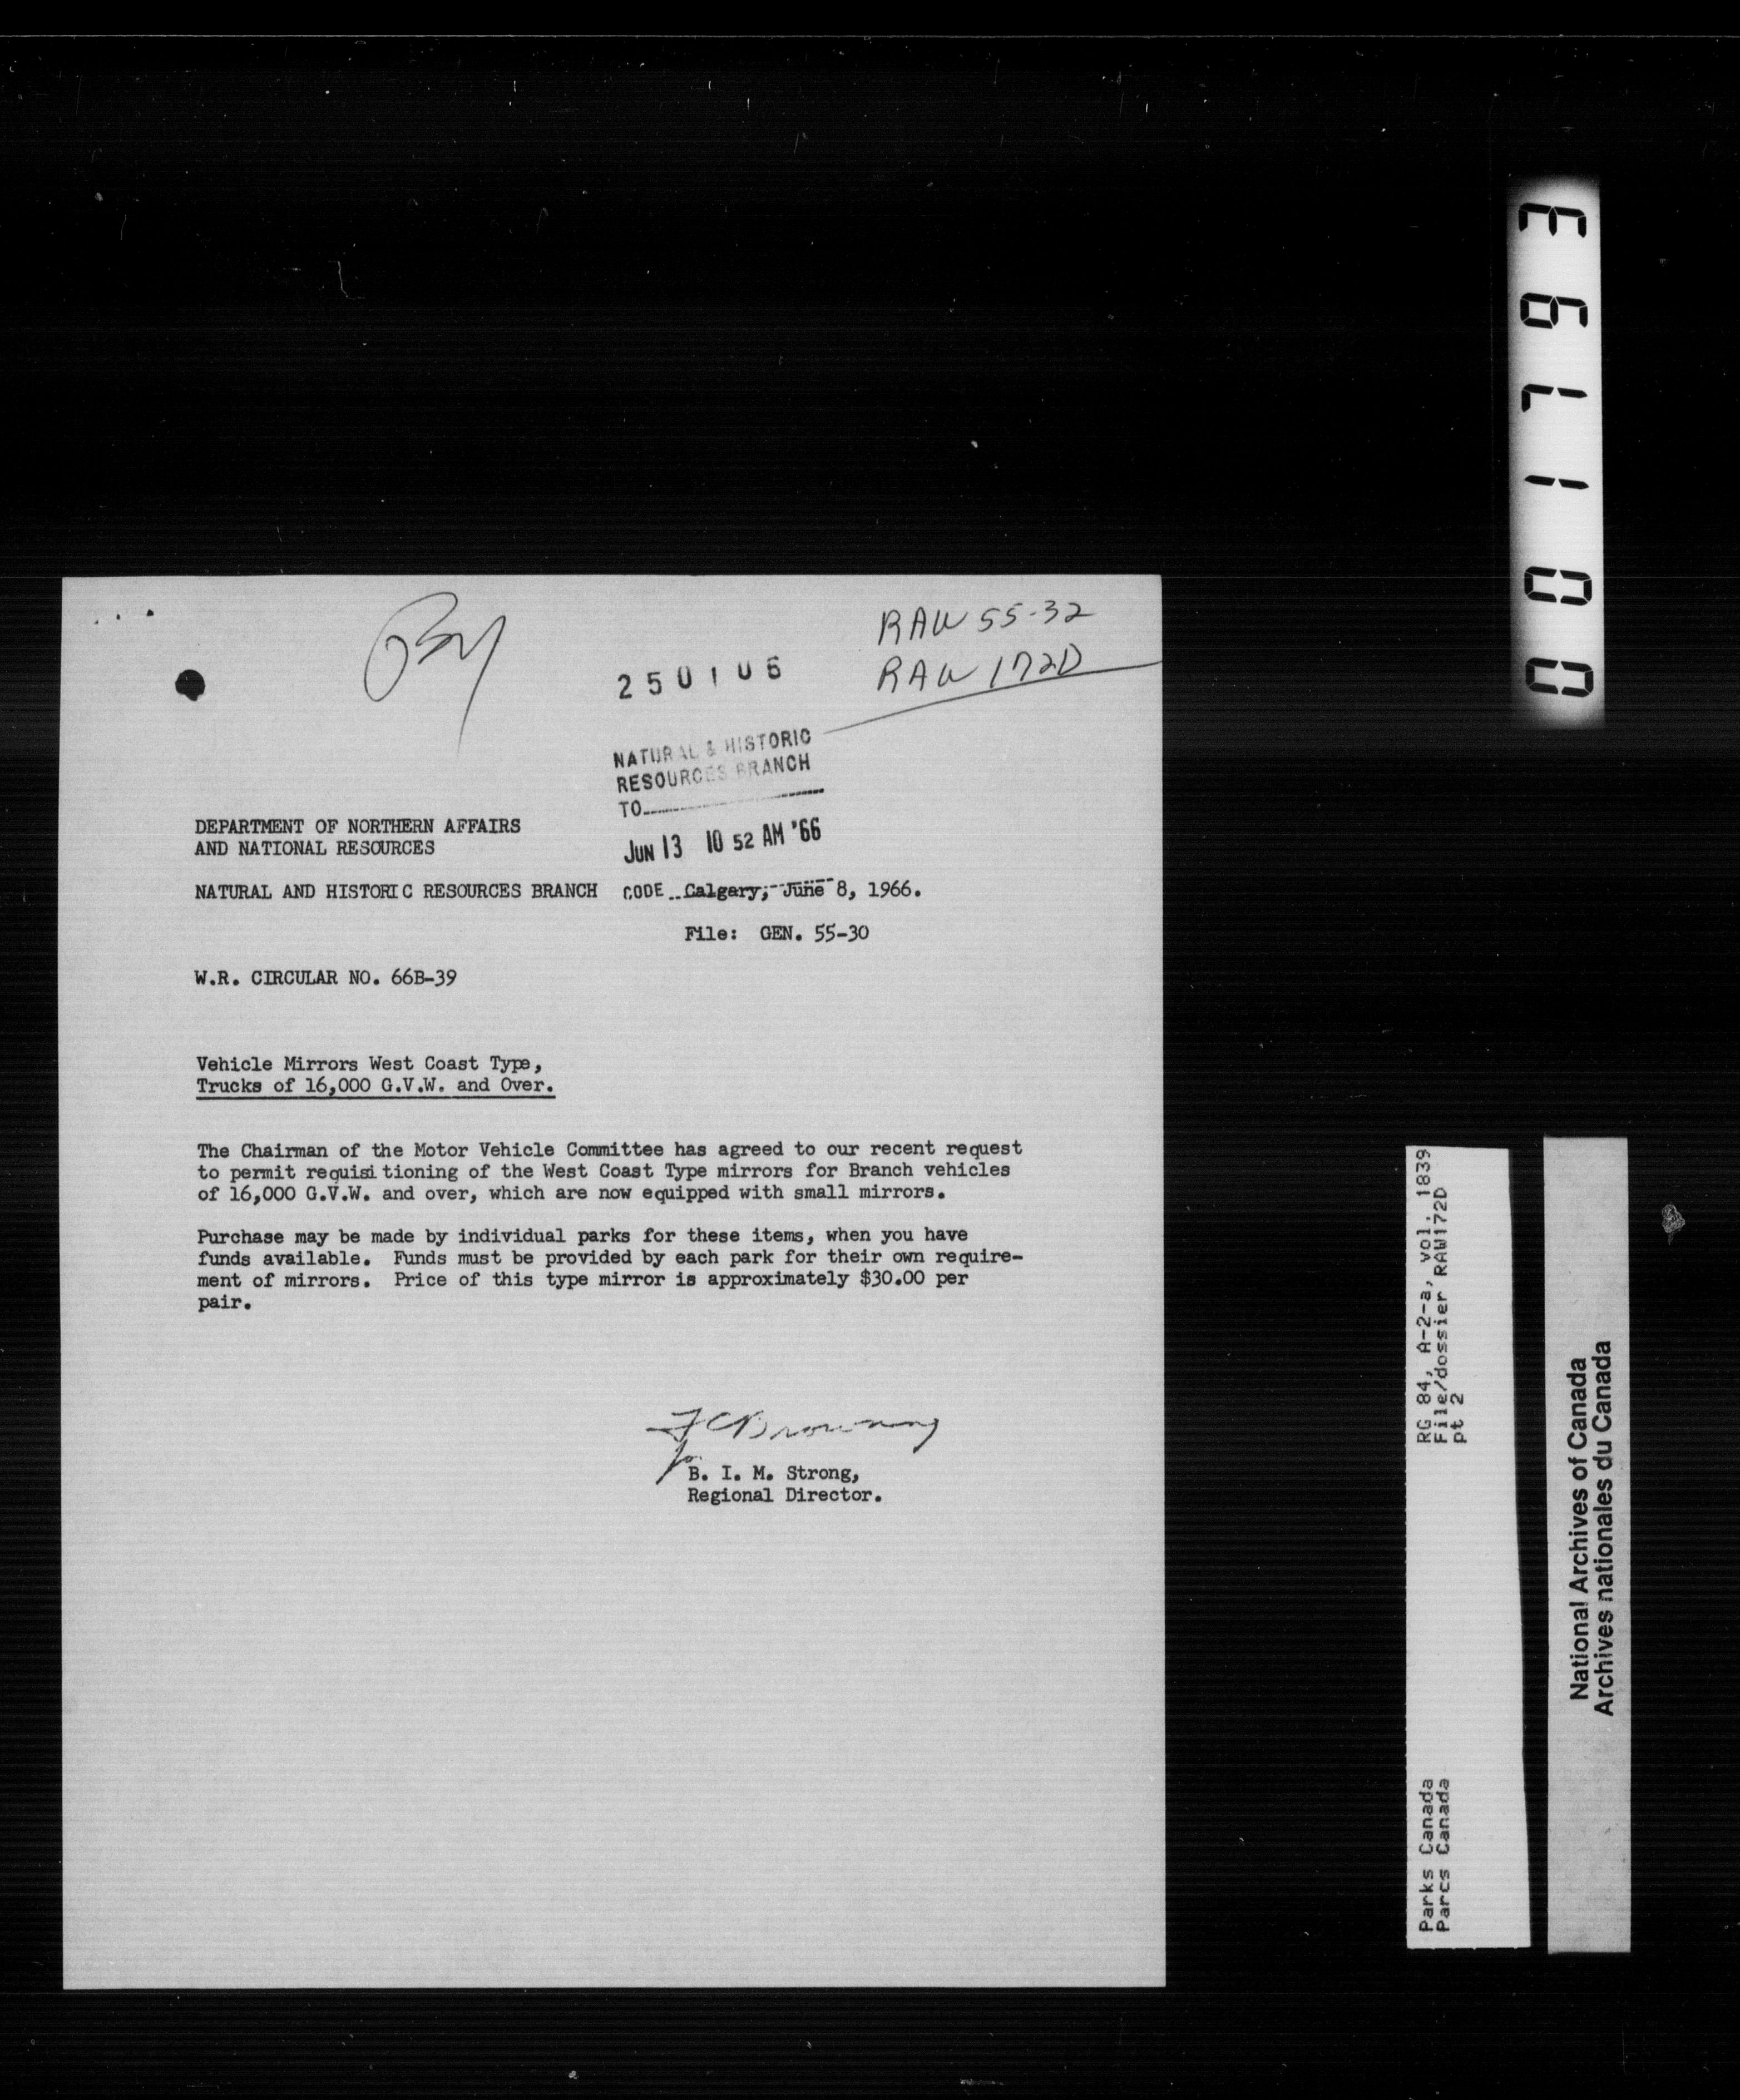 RAW 55-32
RAW 172D
250106
NATURAL & HISTORIC
RESOURCES BRANCH
TO
JUN 13 10 52 AM '66
DEPARTMENT OF NORTHERN AFFAIRS
AND NATIONAL RESOURCES
NATURAL AND HISTORIC RESOURCES BRANCH CODE Calgary, June 8, 1966.
File: GEN. 55-30
W.R. CIRCULAR NO. 66B-39
Vehicle Mirrors West Coast Type,
Trucks of 16,000 G.V.W. and Over.
The Chairman of the Motor Vehicle Committee has agreed to our recent request
to permit requisitioning of the West Coast Type mirrors for Branch vehicles
of 16,000 G.V.W. and over, which are now equipped with small mirrors.
Purchase may be made by individual parks for these items, when you have
funds available. Funds must be provided by each park for their own require-
ment of mirrors. Price of this type mirror is approximately $30.00 per
pair.
F C Browning
for
B. I. M. Strong,
Regional Director.
001763
RG 84, A-2-a, vol. 1839
File/dossier RAW172D
pt 2
Parks Canada
Parcs Canada
National Archives of Canada
Archives nationales du Canada